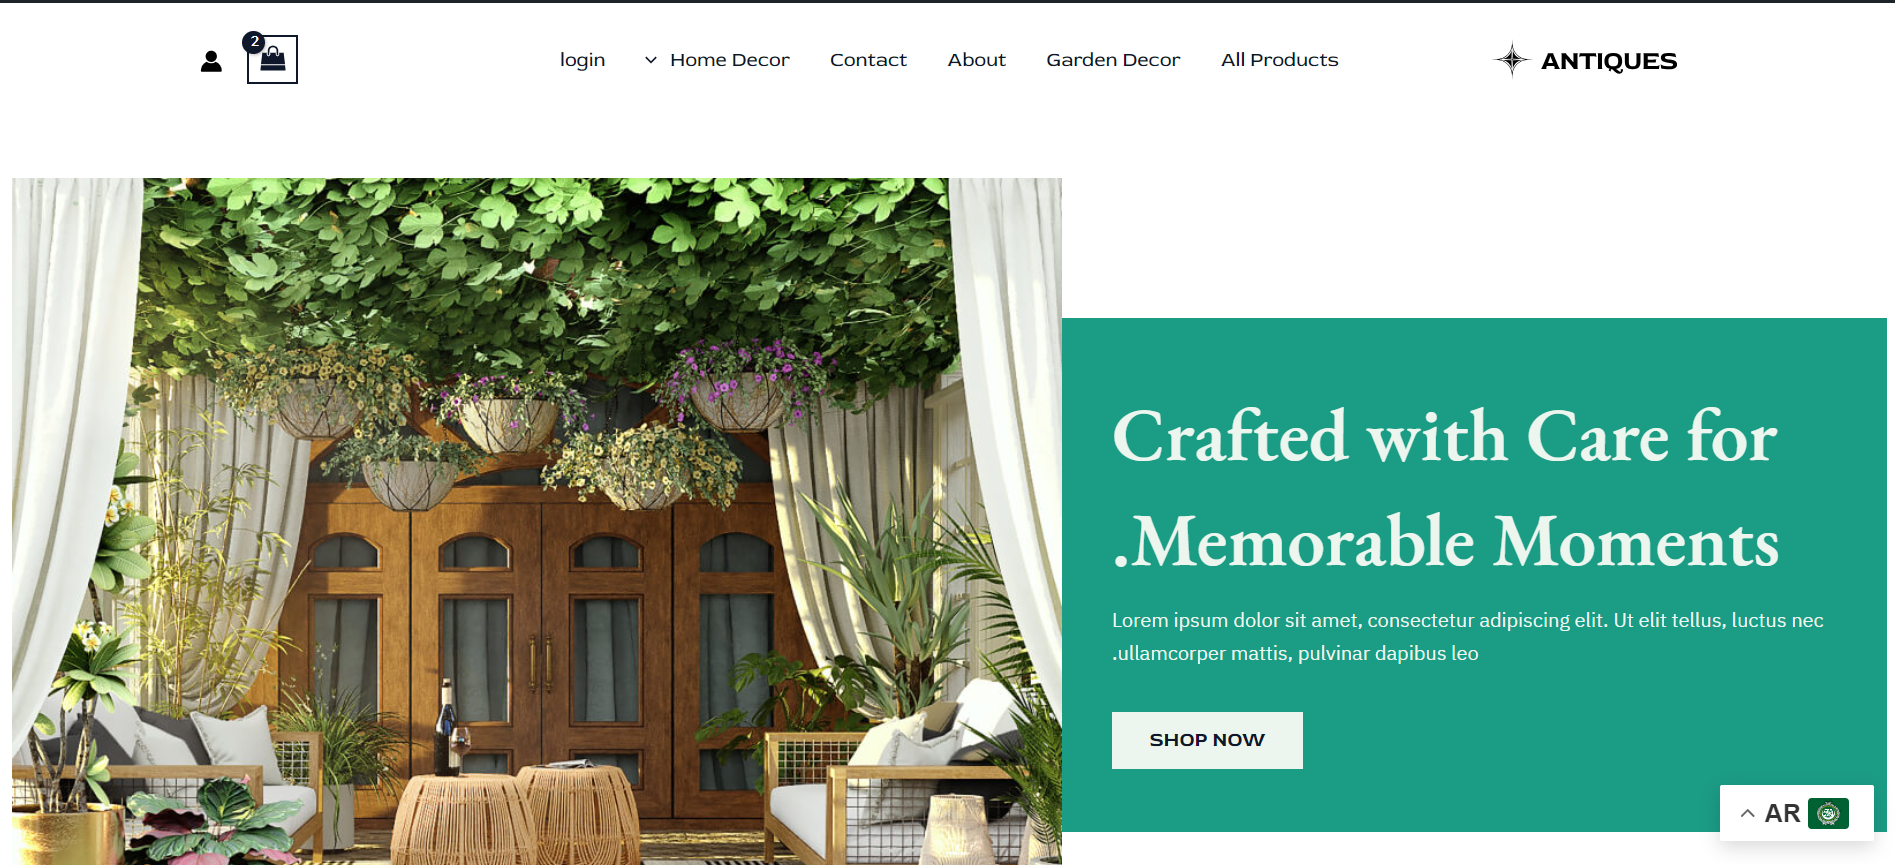 2
login
Home Decor
Contact
About
Garden Decor
All Products
ANTIQUES
Crafted with Care for
.Memorable Moments
Lorem ipsum dolor sit amet, consectetur adipiscing elit. Ut elit tellus, luctus nec
.ullamcorper mattis, pulvinar dapibus leo
SHOP NOW
AR